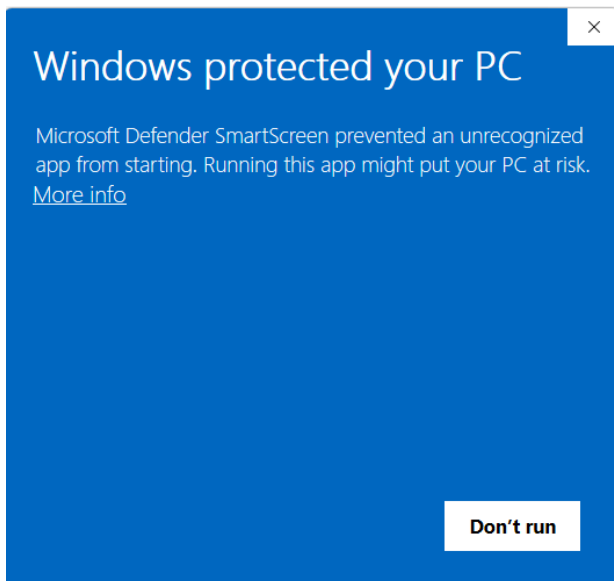 Windows protected your PC
Microsoft Defender SmartScreen prevented an unrecognized
app from starting. Running this app might put your PC at risk.
More info
Don’t run